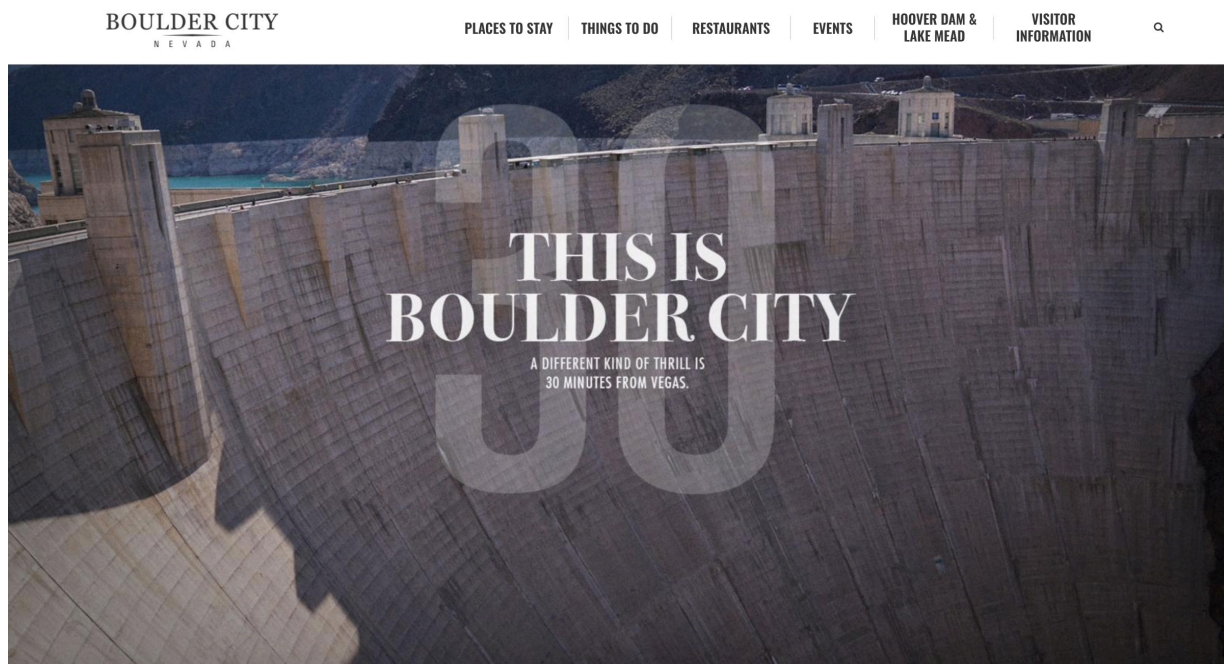 BOULDER CITY
NEVADA
PLACES TO STAY
THINGS TO DO
RESTAURANTS
EVENTS
HOOVER DAM &
LAKE MEAD
VISITOR
INFORMATION
30
THIS IS
BOULDER CITY
A DIFFERENT KIND OF THRILL IS
30 MINUTES FROM VEGAS.